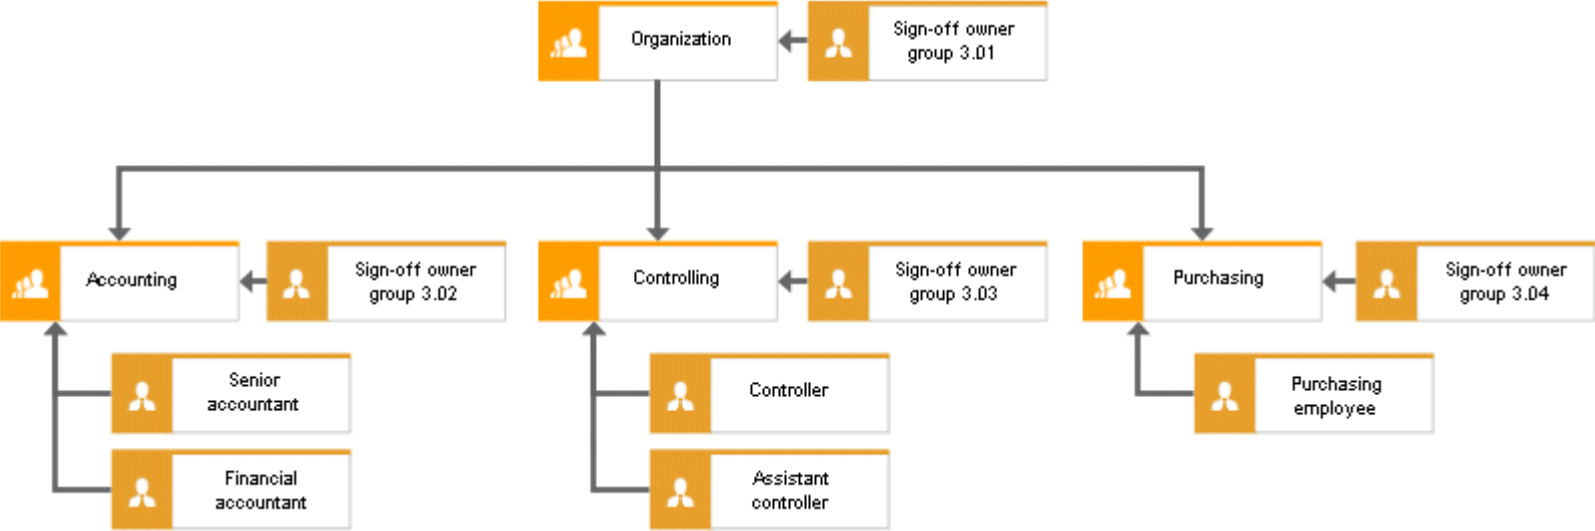 Organization
Sign-off owner
group 3.01
Accounting
Sign-off owner
group 3.02
Controlling
Sign-off owner
group 3.03
Purchasing
Sign-off owner
group 3.04
Senior
accountant
Controller
Purchasing
employee
Financial
accountant
Assistant
controller